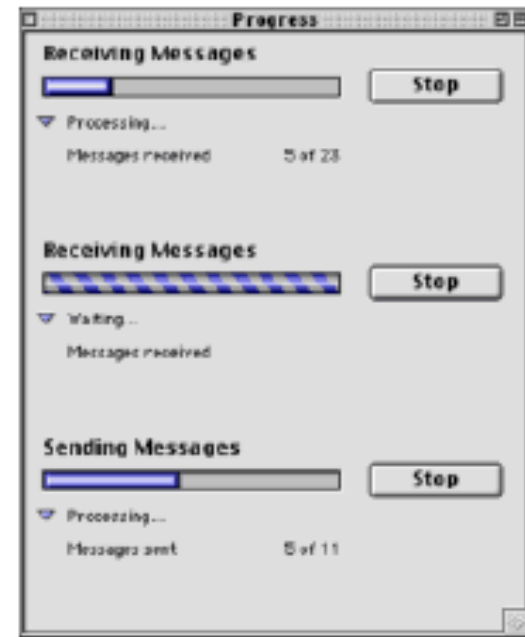 Progress
Receiving Messages
Stop
Processing...
Messages received 5 of 23
Receiving Messages
Stop
Waiting...
Messages received
Sending Messages
Stop
Processing...
Messages sent 5 of 11